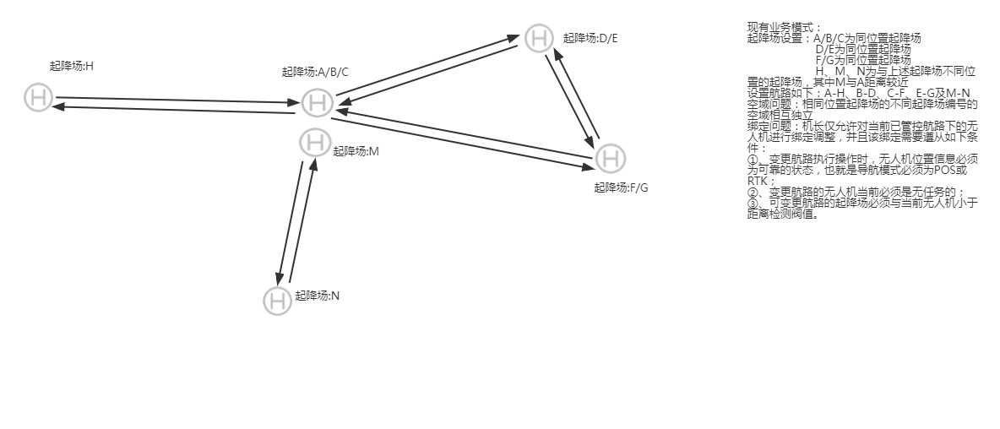 起降场:D/E
起降场:H
起降场:A/B/C
起降场:M
起降场:F/G
起降场:N
现有业务模式：
起降场设置：A/B/C为同位置起降场
D/E为同位置起降场
F/G为同位置起降场
H、M、N为与上述起降场不同位
置的起降场，其中M与A距离较近
设置航路如下：A-H、B-D、C-F、E-G及M-N
空域问题：相同位置起降场的不同起降场编号的
空域相互独立
绑定问题：机长仅允许对当前已管控航路下的无
人机进行绑定调整，并且该绑定需要遵从如下条
件：
①、变更航路执行操作时，无人机位置信息必须
为可靠的状态，也就是导航模式必须为POS或
RTK；
②、变更航路的无人机当前必须是无任务的；
③、可变更航路的起降场必须与当前无人机小于
距离检测阀值。